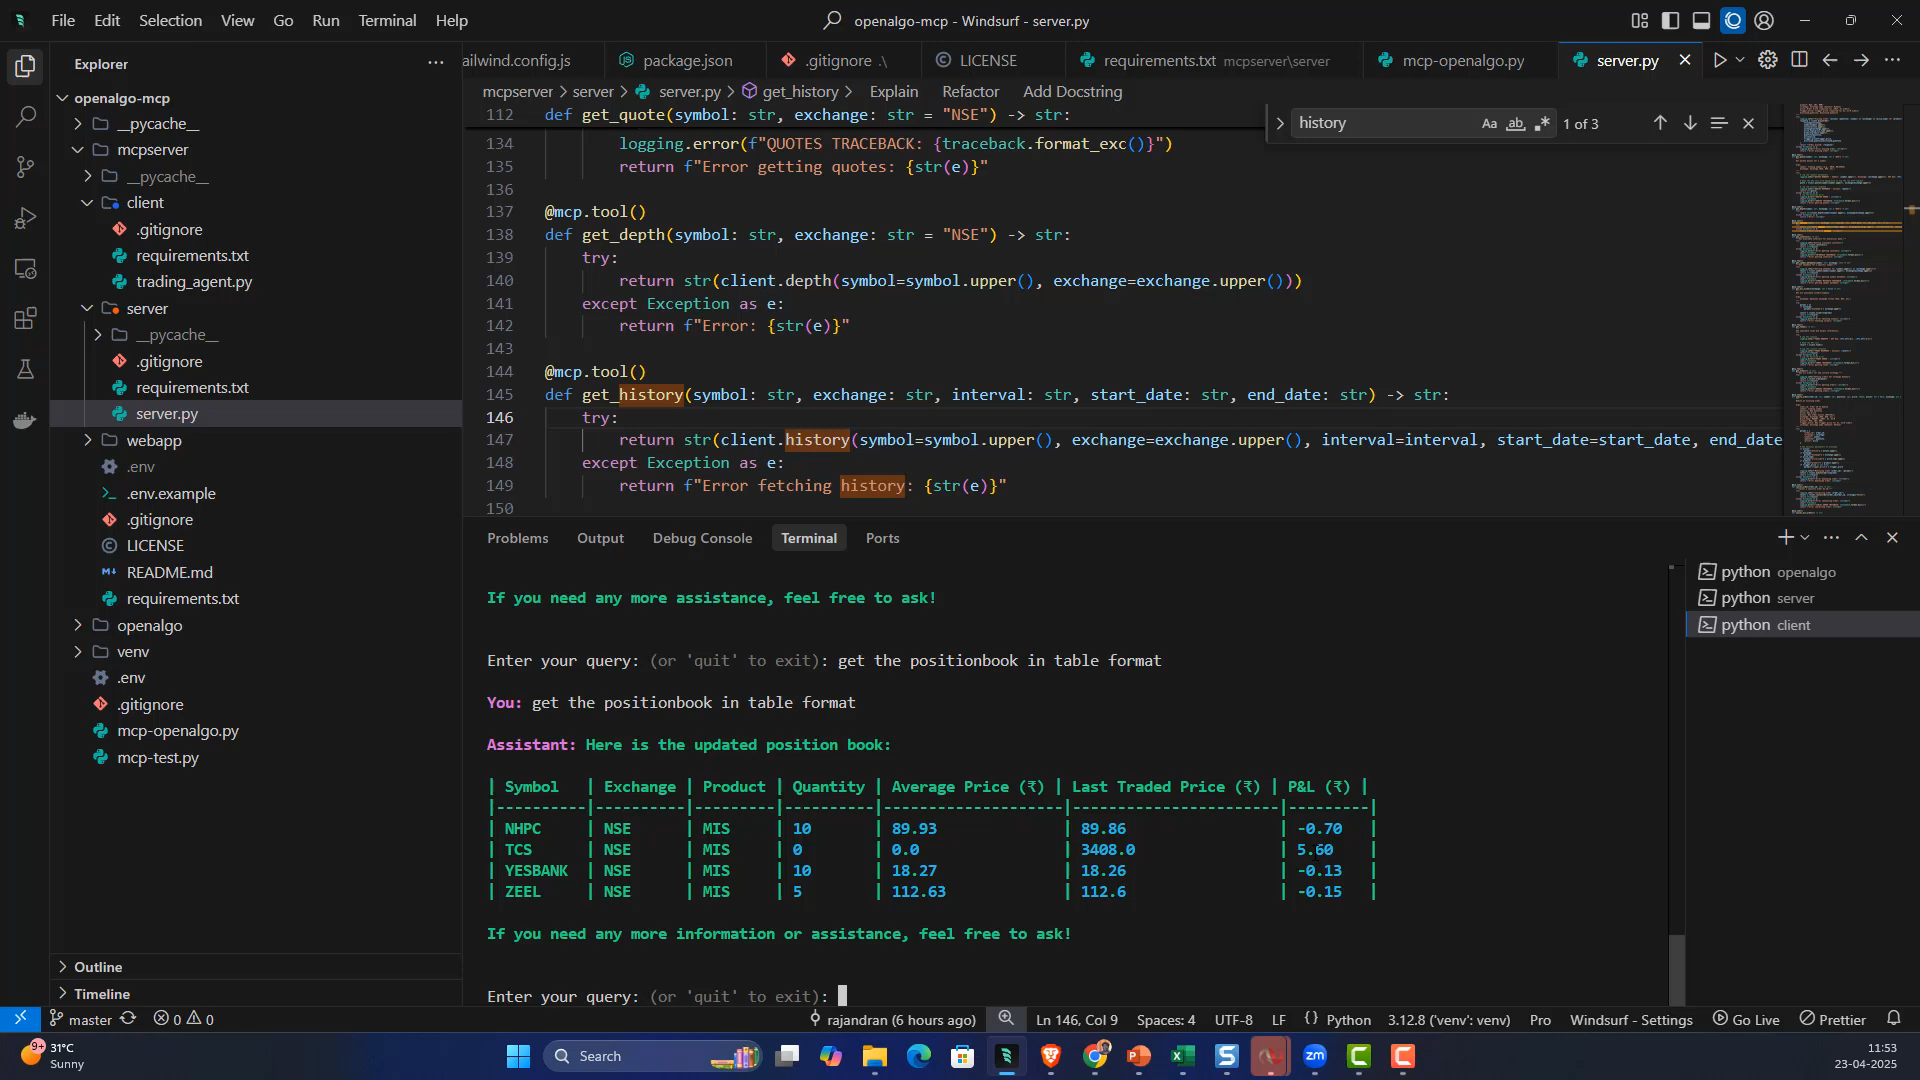 File Edit Selection View Go Run Terminal Help
openalgo-mcp - Windsurf - server.py
Explorer
ailwind.config.js
package.json
.gitignore .\
LICENSE
requirements.txt mcpserver\server
mcp-openalgo.py
server.py
mcpserver > server > server.py > get_history > Explain Refactor Add Docstring
history
Aa ab 1 of 3
openalgo-mcp
__pycache__
mcpserver
__pycache__
client
.gitignore
requirements.txt
trading_agent.py
server
__pycache__
.gitignore
requirements.txt
server.py
webapp
.env
.env.example
.gitignore
LICENSE
README.md
requirements.txt
openalgo
venv
.env
.gitignore
mcp-openalgo.py
mcp-test.py
Outline
Timeline
112 def get_quote(symbol: str, exchange: str = "NSE") -> str:
134 logging.error(f"QUOTES TRACEBACK: {traceback.format_exc()}")
135 return f"Error getting quotes: {str(e)}"
136
137 @mcp.tool()
138 def get_depth(symbol: str, exchange: str = "NSE") -> str:
139 try:
140 return str(client.depth(symbol=symbol.upper(), exchange=exchange.upper()))
141 except Exception as e:
142 return f"Error: {str(e)}"
143
144 @mcp.tool()
145 def get_history(symbol: str, exchange: str, interval: str, start_date: str, end_date: str) -> str:
146 try:
147 return str(client.history(symbol=symbol.upper(), exchange=exchange.upper(), interval=interval, start_date=start_date, end_date
148 except Exception as e:
149 return f"Error fetching history: {str(e)}"
150
Problems Output Debug Console Terminal Ports
python openalgo
python server
python client
If you need any more assistance, feel free to ask!
Enter your query: (or 'quit' to exit): get the positionbook in table format
You: get the positionbook in table format
Assistant: Here is the updated position book:
| Symbol | Exchange | Product | Quantity | Average Price (₹) | Last Traded Price (₹) | P&L (₹) |
|----------|----------|---------|----------|--------------------|-----------------------|---------|
| NHPC | NSE | MIS | 10 | 89.93 | 89.86 | -0.70 |
| TCS | NSE | MIS | 0 | 0.0 | 3408.0 | 5.60 |
| YESBANK | NSE | MIS | 10 | 18.27 | 18.26 | -0.13 |
| ZEEL | NSE | MIS | 5 | 112.63 | 112.6 | -0.15 |
If you need any more information or assistance, feel free to ask!
Enter your query: (or 'quit' to exit):
master 0 0 rajandran (6 hours ago) Ln 146, Col 9 Spaces: 4 UTF-8 LF {} Python 3.12.8 ('venv': venv) Pro Windsurf - Settings Go Live Prettier
9+ 31°C
Sunny
Search
zm
11:53
23-04-2025